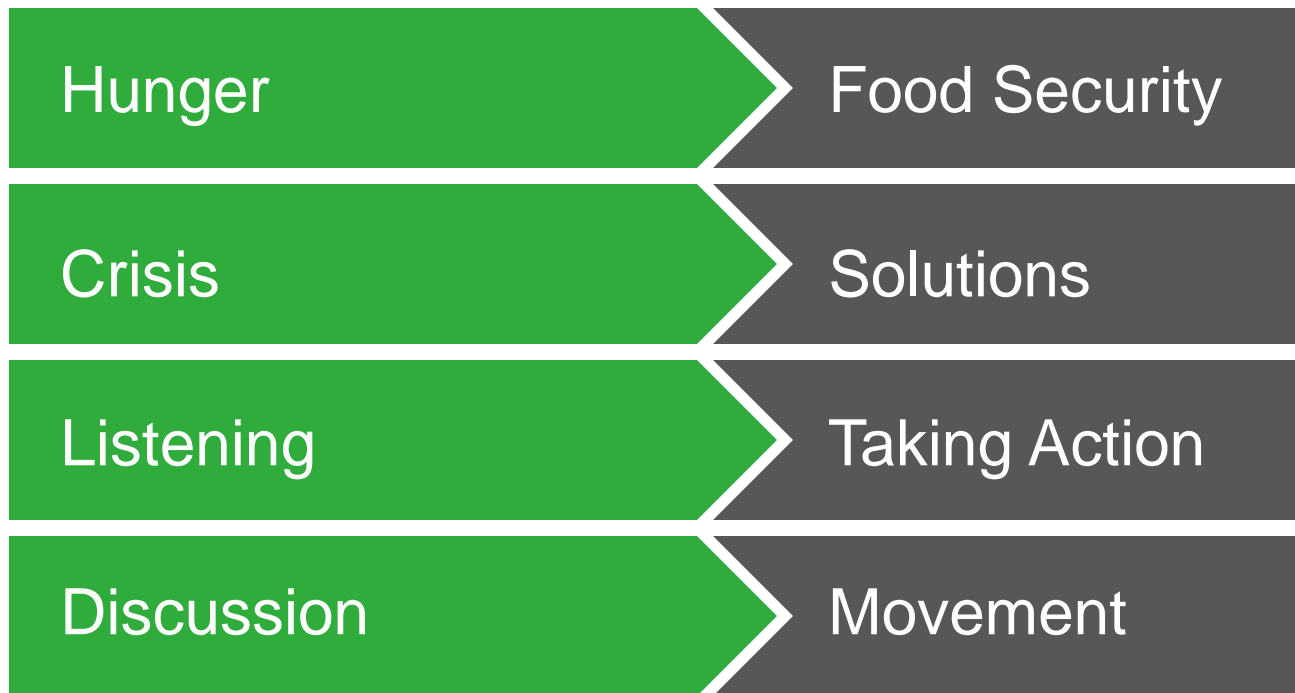 Hunger
Food Security
Crisis
Solutions
Listening
Taking Action
Discussion
Movement